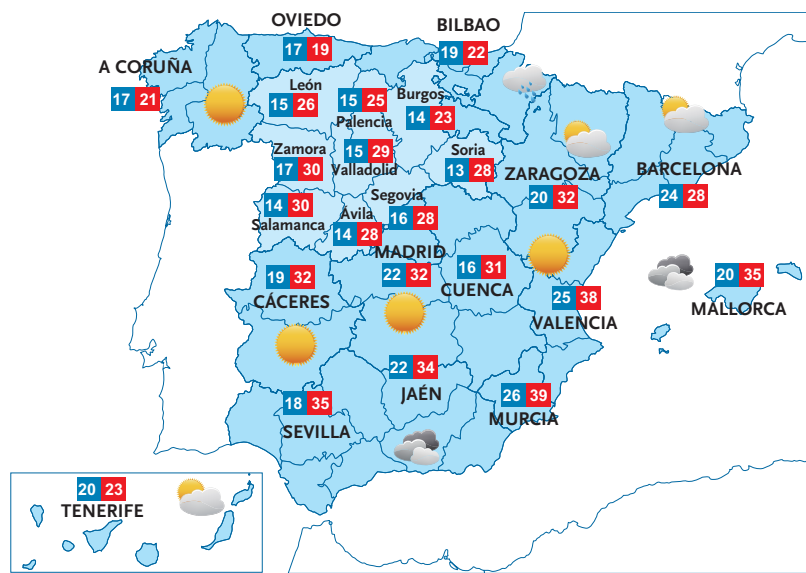 OVIEDO
17 19
BILBAO
19 22
A CORUÑA
17 21
León
15 26
15 25
Palencia
Burgos
14 23
Zamora
17 30
15 29
Valladolid
Soria
13 28
ZARAGOZA
20 32
BARCELONA
24 28
14 30
Salamanca
Segovia
16 28
Ávila
14 28
MADRID
22 32
19 32
CÁCERES
16 31
CUENCA
25 38
VALENCIA
20 35
MALLORCA
22 34
JAÉN
18 35
SEVILLA
26 39
MURCIA
20 23
TENERIFE